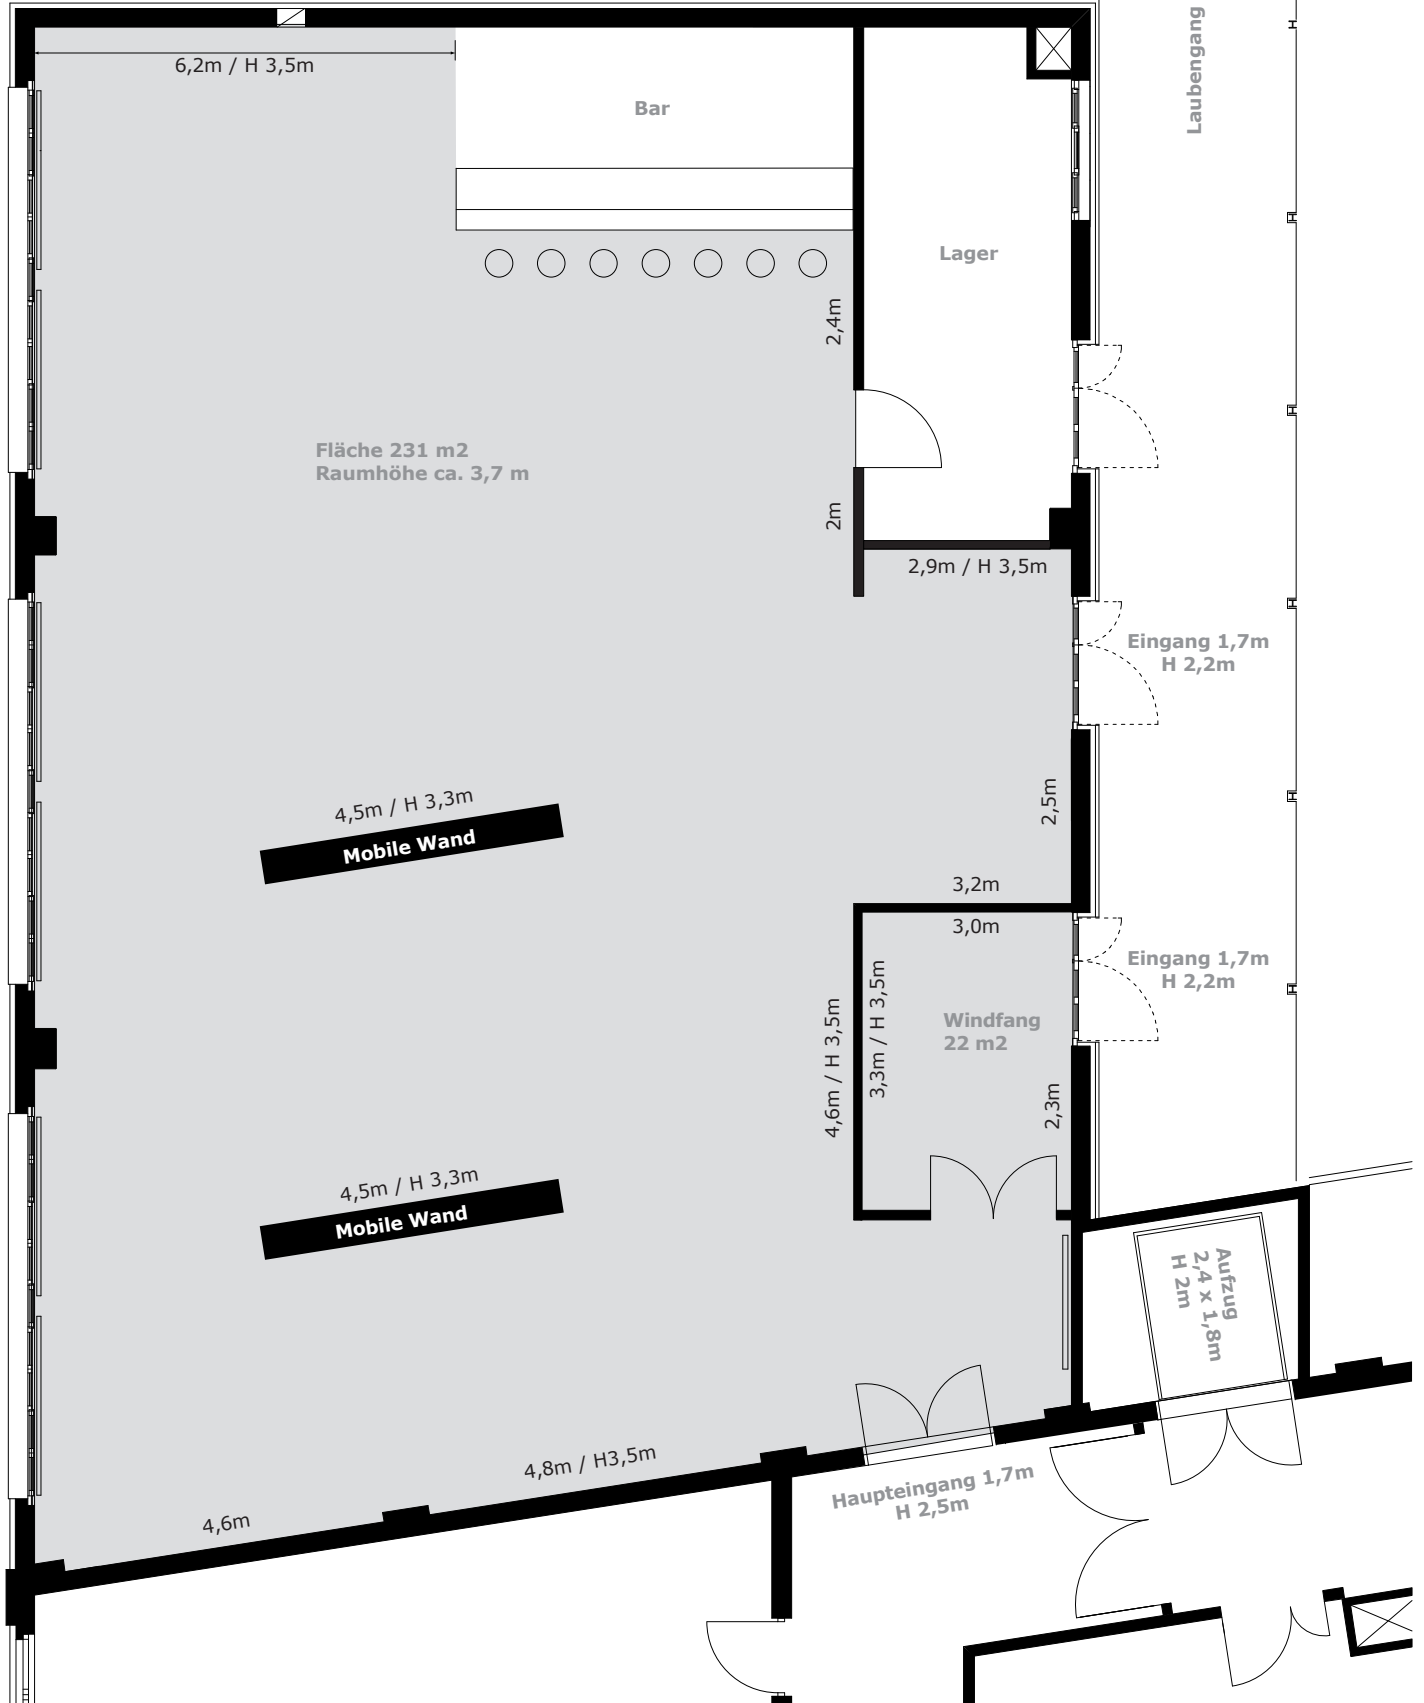 Laubengang
6,2m / H 3,5m
Bar
Lager
2,4m
Fläche 231 m2
Raumhöhe ca. 3,7 m
2m
2,9m / H 3,5m
Eingang 1,7m
H 2,2m
4,5m / H 3,3m
Mobile Wand
2,5m
3,2m
3,0m
Eingang 1,7m
H 2,2m
4,6m / H 3,5m
3,3m / H 3,5m
Windfang
22 m2
2,3m
4,5m / H 3,3m
Mobile Wand
Aufzug
2,4 x 1,8m
H 2m
4,8m / H3,5m
Haupteingang 1,7m
H 2,5m
4,6m